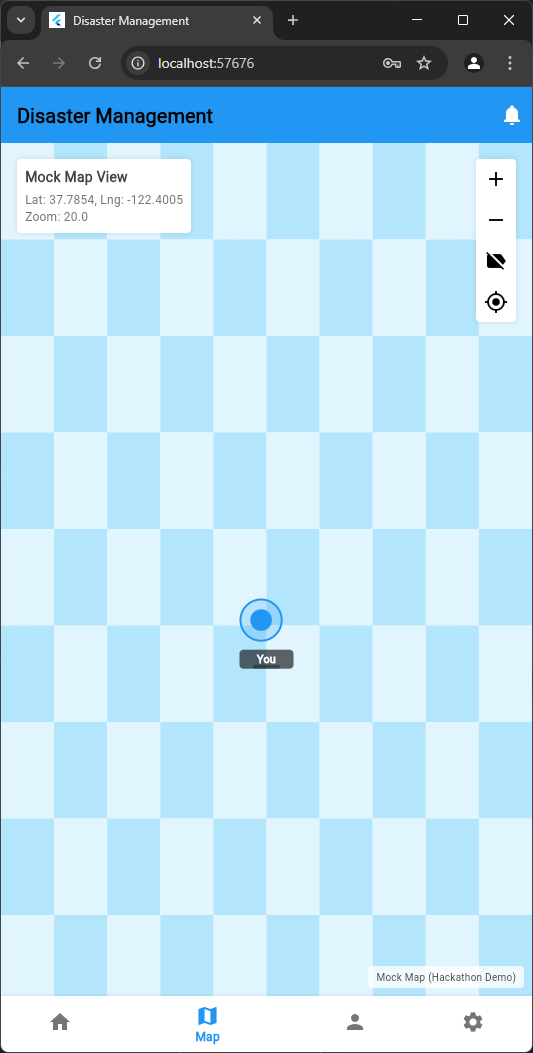 Disaster Management
localhost:57676
Disaster Management
Mock Map View
Lat: 37.7854, Lng: -122.4005
Zoom: 20.0
You
Mock Map (Hackathon Demo)
Map